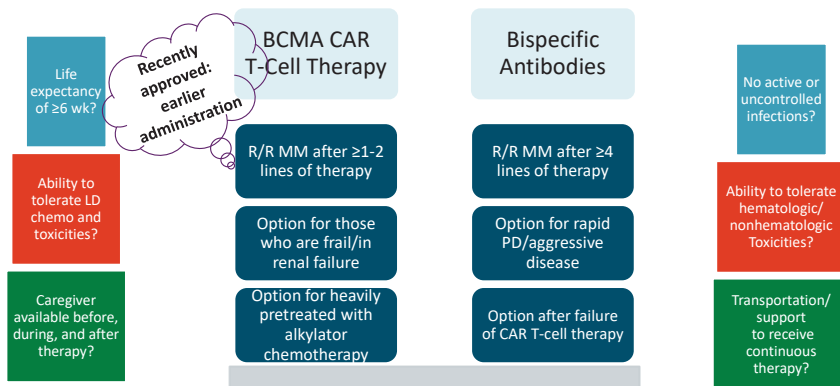 Life
expectancy of
≥6 wk?
Ability to
tolerate LD
chemo and
toxicities?
Caregiver
available before,
during, and after
therapy?
Recently
approved:
earlier
administration
BCMA CAR
T-Cell Therapy
R/R MM after ≥1-2
lines of therapy
Option for those
who are frail/in
renal failure
Option for heavily
pretreated with
alkylator
chemotherapy
Bispecific
Antibodies
R/R MM after ≥4
lines of therapy
Option for rapid
PD/aggressive
disease
Option after failure
of CAR T-cell therapy
No active or
uncontrolled
infections?
Ability to tolerate
hematologic/
nonhematologic
Toxicities?
Transportation/
support
to receive
continuous
therapy?